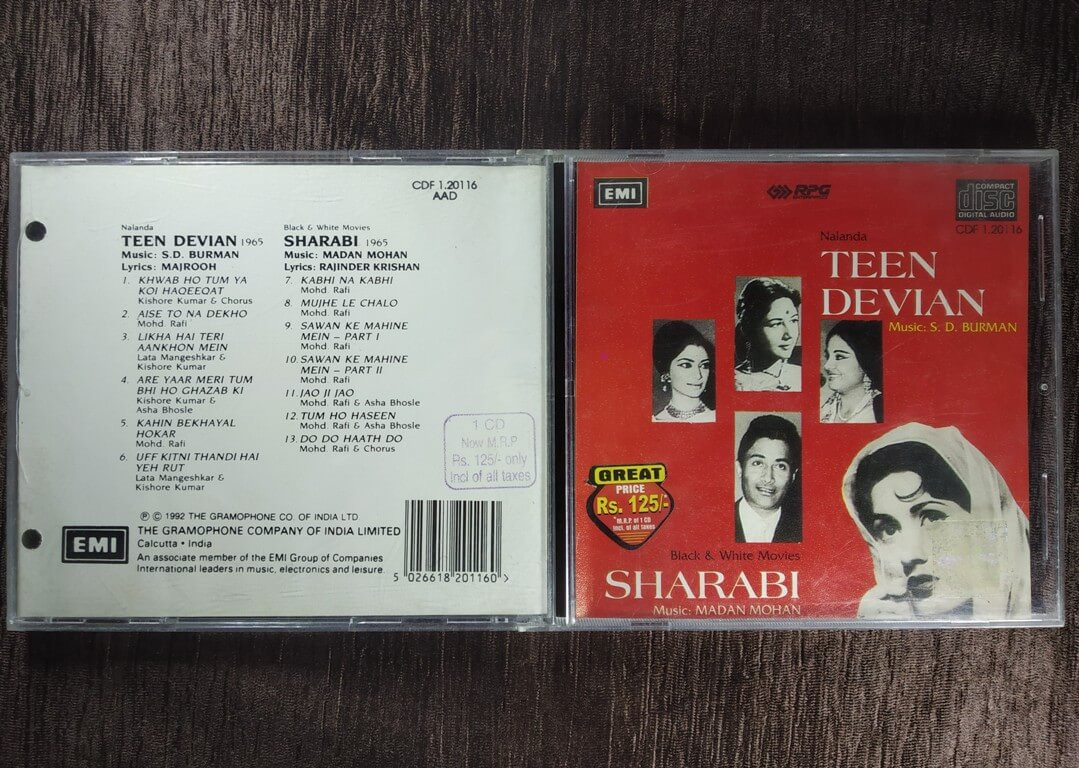 CDF 1.20116
AAD
Nalanda
TEEN DEVIAN 1965
Music: S.D. BURMAN
Lyrics: MAJROOH
1. KHWAB HO TUM YA
KOI HAQEEQAT
Kishore Kumar & Chorus
2. AISE TO NA DEKHO
Mohd. Rafi
3. LIKHA HAI TERI
AANKHON MEIN
Lata Mangeshkar &
Kishore Kumar
4. ARE YAAR MERI TUM
BHI HO GHAZAB KI
Kishore Kumar &
Asha Bhosle
5. KAHIN BEKHAYAL
HOKAR
Mohd. Rafi
6. UFF KITNI THANDI HAI
YEH RUT
Lata Mangeshkar &
Kishore Kumar
Black & White Movies
SHARABI 1965
Music: MADAN MOHAN
Lyrics: RAJINDER KRISHAN
7. KABHI NA KABHI
Mohd. Rafi
8. MUJHE LE CHALO
Mohd. Rafi
9. SAWAN KE MAHINE
MEIN – PART I
Mohd. Rafi
10. SAWAN KE MAHINE
MEIN – PART II
Mohd. Rafi
11. JAO JI JAO
Mohd. Rafi & Asha Bhosle
12. TUM HO HASEEN
Mohd. Rafi & Asha Bhosle
13. DO DO HAATH DO
Mohd. Rafi & Chorus
1 CD
Now M.R.P
Rs. 125/- only
incl of all taxes
℗ © 1992 THE GRAMOPHONE CO. OF INDIA LTD
EMI
THE GRAMOPHONE COMPANY OF INDIA LIMITED
Calcutta • India
An associate member of the EMI Group of Companies
International leaders in music, electronics and leisure.
5 026618 201160 >
EMI
RPG
COMPACT
disc
DIGITAL AUDIO
CDF 1.20116
Nalanda
TEEN
DEVIAN
Music: S. D. BURMAN
GREAT
PRICE
Rs. 125/-
M.R.P. of 1 CD
incl. of all taxes
Black & White Movies
SHARABI
Music: MADAN MOHAN